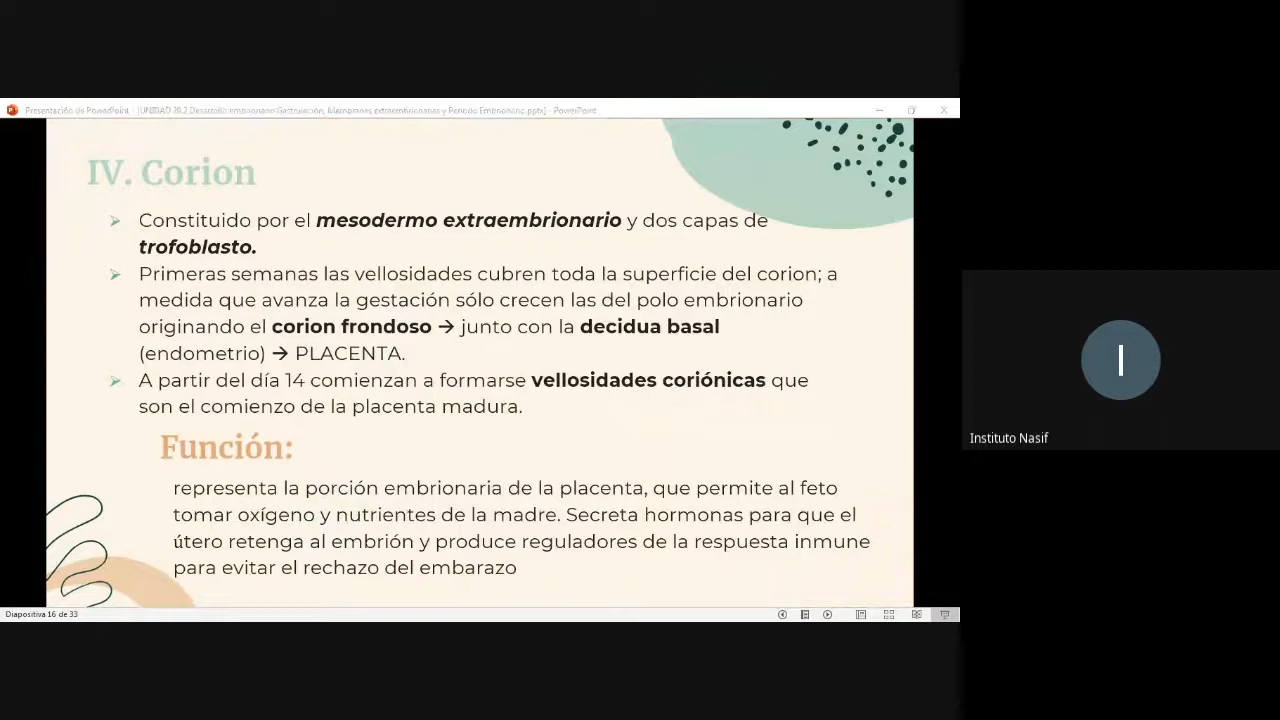 Presentación de PowerPoint - [UNIDAD 20.2 Desarrollo embrionario Gastrulación, Membranas extraembrionarias y Periodo Embrionario.pptx] - PowerPoint
IV. Corion
Constituido por el mesodermo extraembrionario y dos capas de
trofoblasto.
Primeras semanas las vellosidades cubren toda la superficie del corion; a
medida que avanza la gestación sólo crecen las del polo embrionario
originando el corion frondoso → junto con la decidua basal
(endometrio) → PLACENTA.
A partir del día 14 comienzan a formarse vellosidades coriónicas que
son el comienzo de la placenta madura.
Función:
representa la porción embrionaria de la placenta, que permite al feto
tomar oxígeno y nutrientes de la madre. Secreta hormonas para que el
útero retenga al embrión y produce reguladores de la respuesta inmune
para evitar el rechazo del embarazo
Diapositiva 16 de 33
I
Instituto Nasif